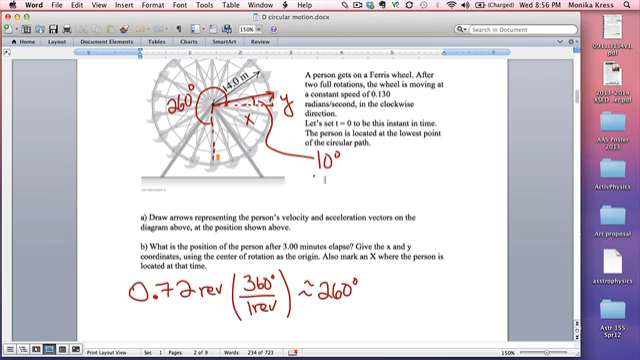 Word File Edit View Insert Format Font Tools Table Window Help
(Charged) Wed 8:56 PM Monika Kress
D circular motion.docx
150%
Search in Document
Home Layout Document Elements Tables Charts SmartArt Review
14.0 m
260°
y
x
A person gets on a Ferris wheel. After
two full rotations, the wheel is moving at
a constant speed of 0.130
radians/second, in the clockwise
direction.
Let's set t = 0 to be this instant in time.
The person is located at the lowest point
of the circular path.
10°
a) Draw arrows representing the person's velocity and acceleration vectors on the
diagram above, at the position shown above.
b) What is the position of the person after 3.00 minutes elapse? Give the x and y
coordinates, using the center of rotation as the origin. Also mark an X where the person is
located at that time.
0.72 rev (360°/1rev) ≈ 260°
Print Layout View Sec 1 Pages: 2 of 9 Words: 234 of 723 150%
2013-2014
AAS Posters
ActivPhysics
Art proposal
Astr 155
Spr12